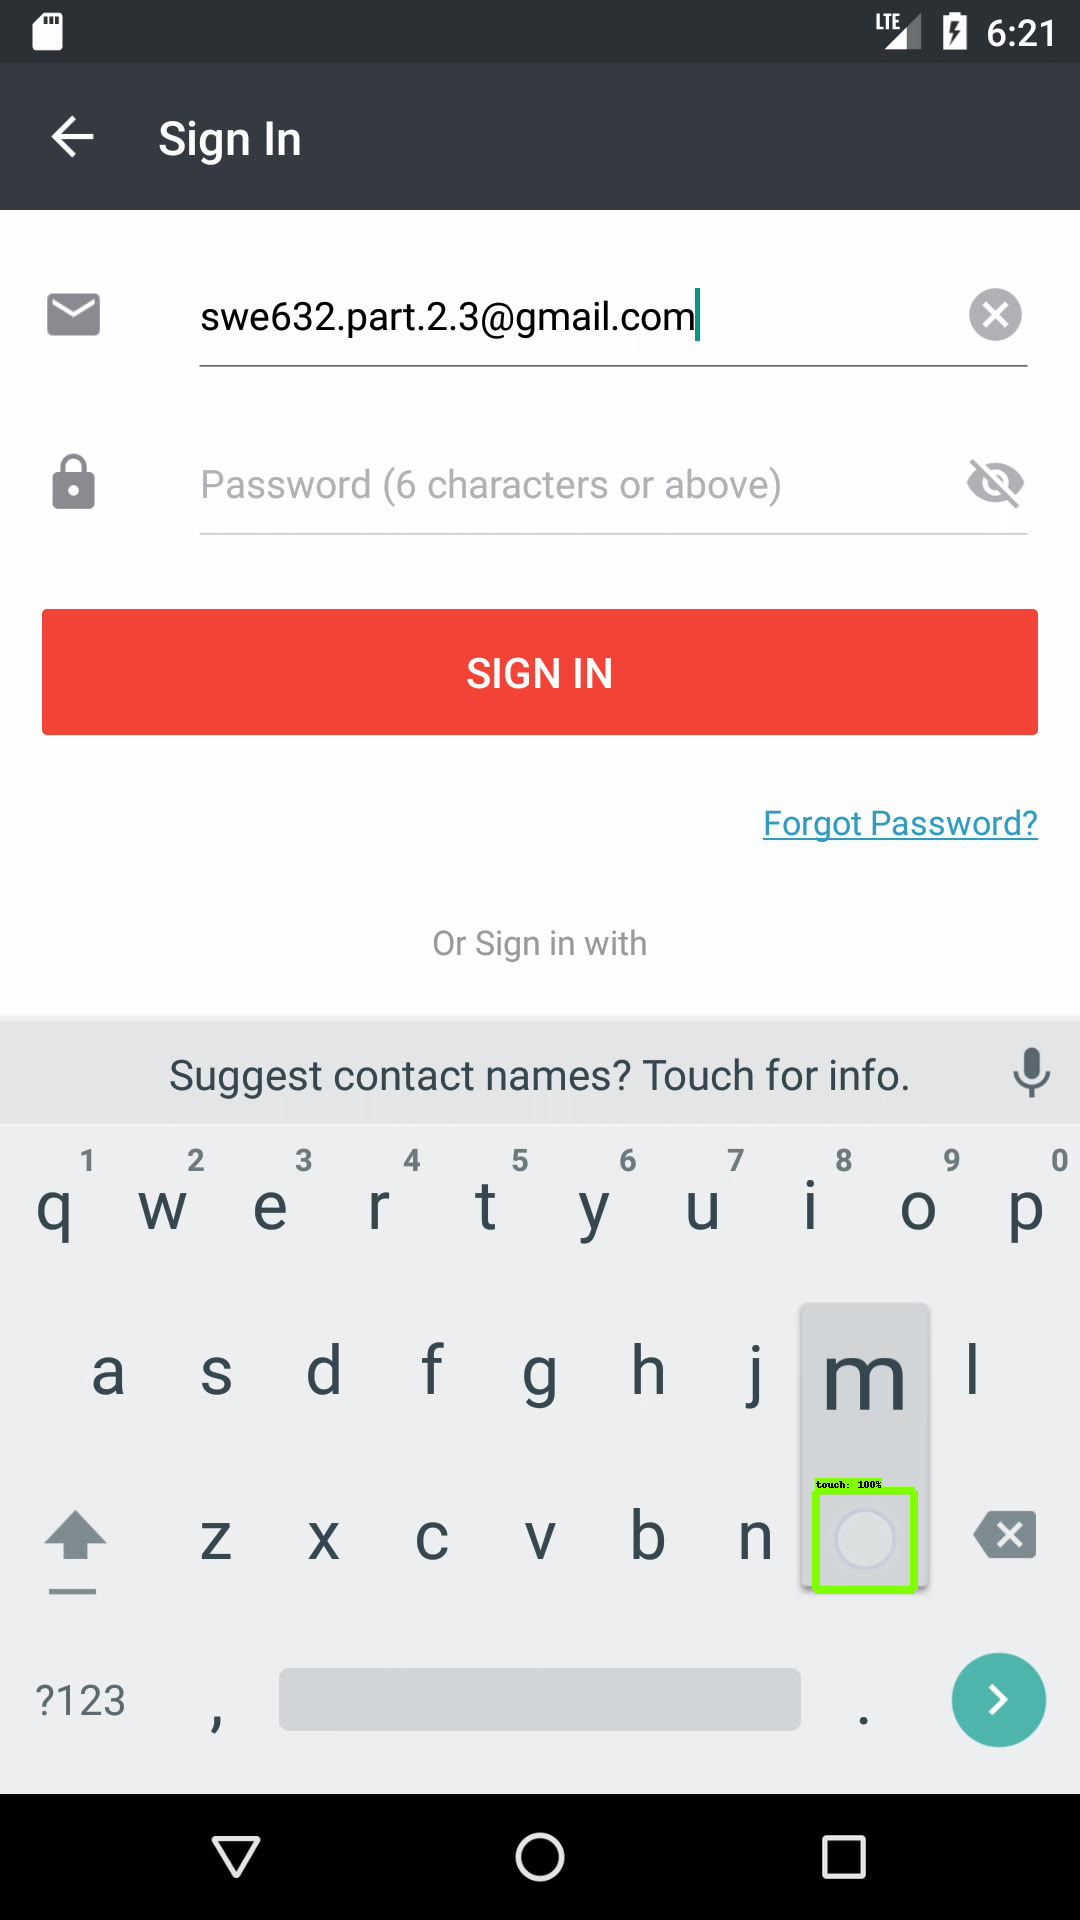 LTE 6:21
Sign In
swe632.part.2.3@gmail.com
Password (6 characters or above)
SIGN IN
Forgot Password?
Or Sign in with
Suggest contact names? Touch for info.
1 2 3 4 5 6 7 8 9 0
q w e r t y u i o p
a s d f g h j m l
touch: 100%
z x c v b n
?123 , .